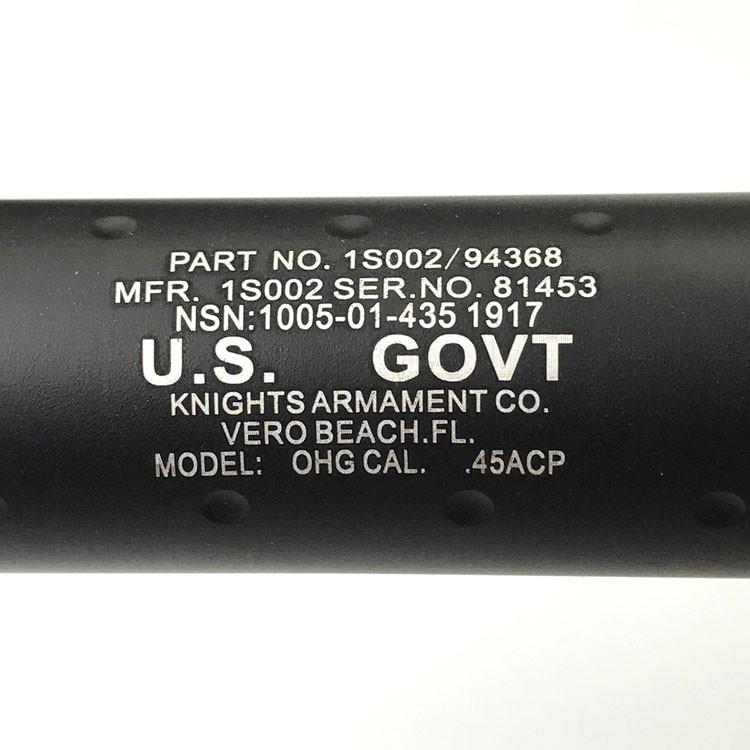 PART NO. 1S002/94368
MFR. 1S002 SER.NO. 81453
NSN:1005-01-435 1917
U.S. GOVT
KNIGHTS ARMAMENT CO.
VERO BEACH.FL.
MODEL: OHG CAL. .45ACP